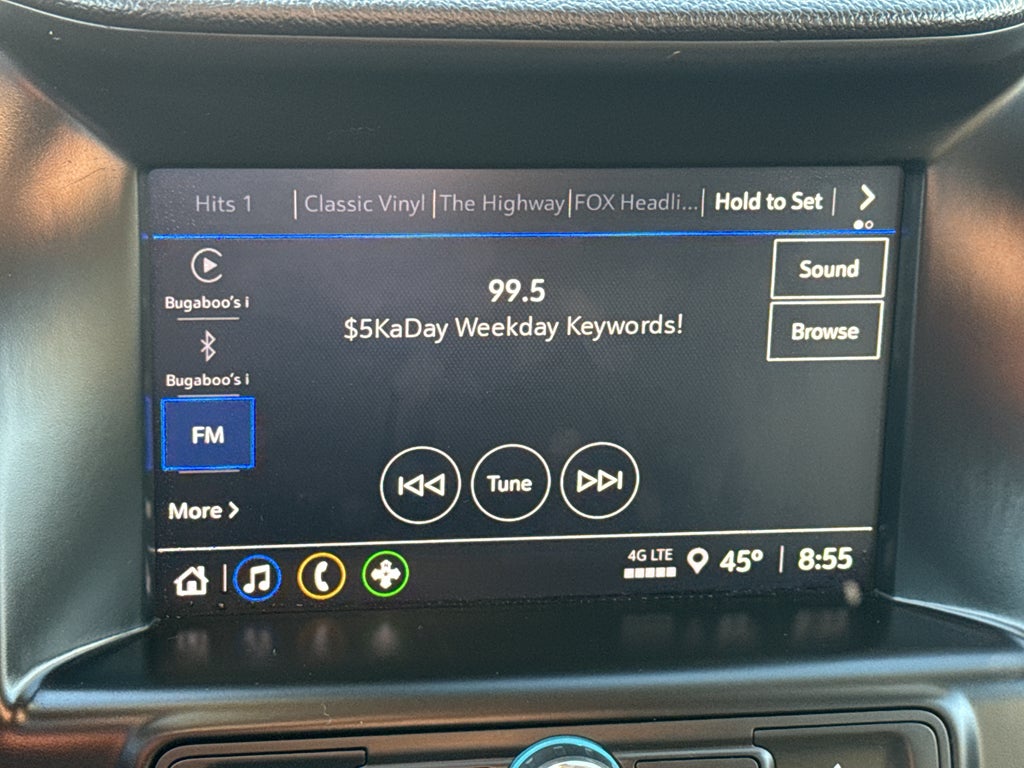 Hits 1 | Classic Vinyl | The Highway | FOX Headli... | Hold to Set |
Bugaboo's i
99.5
$5KaDay Weekday Keywords!
Sound
Browse
Bugaboo's i
FM
Tune
More
4G LTE 45° | 8:55